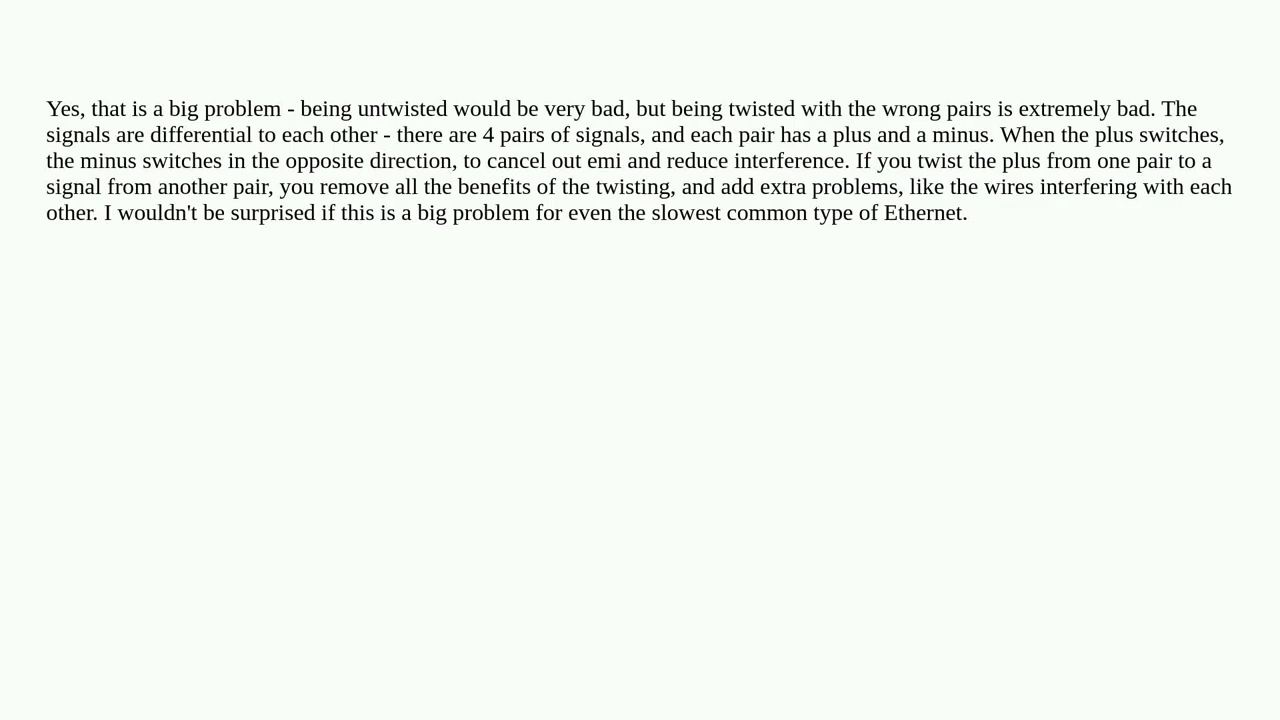 Yes, that is a big problem - being untwisted would be very bad, but being twisted with the wrong pairs is extremely bad. The
signals are differential to each other - there are 4 pairs of signals, and each pair has a plus and a minus. When the plus switches,
the minus switches in the opposite direction, to cancel out emi and reduce interference. If you twist the plus from one pair to a
signal from another pair, you remove all the benefits of the twisting, and add extra problems, like the wires interfering with each
other. I wouldn't be surprised if this is a big problem for even the slowest common type of Ethernet.